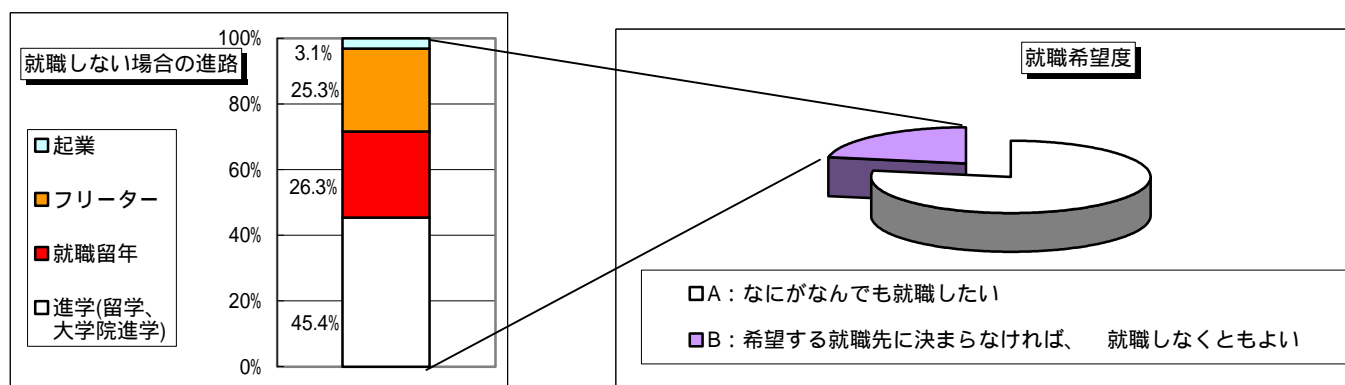 就職しない場合の進路
起業
フリーター
就職留年
進学(留学、
大学院進学)
100%
80%
60%
40%
20%
0%
3.1%
25.3%
26.3%
45.4%
就職希望度
A：なにがなんでも就職したい
B：希望する就職先に決まらなければ、　就職しなくともよい